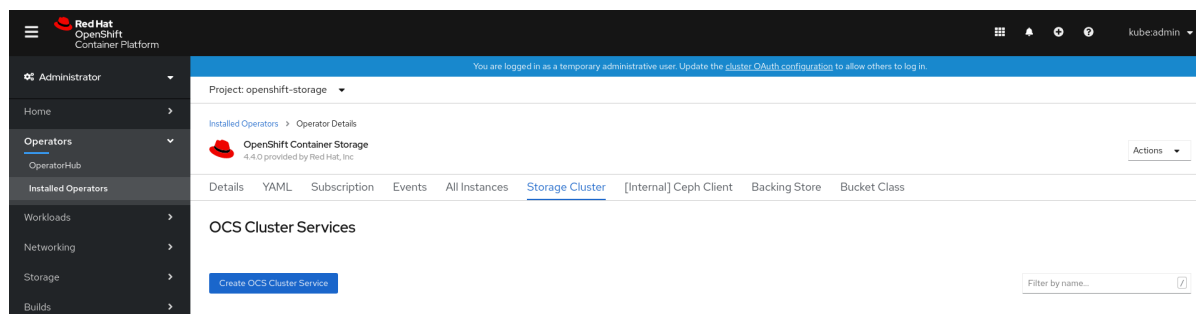 Red Hat
OpenShift
Container Platform
kube:admin
Administrator
You are logged in as a temporary administrative user. Update the cluster OAuth configuration to allow others to log in.
Project: openshift-storage
Home
Installed Operators > Operator Details
Operators
OpenShift Container Storage
4.4.0 provided by Red Hat, Inc
Actions
OperatorHub
Installed Operators
Details YAML Subscription Events All Instances Storage Cluster [Internal] Ceph Client Backing Store Bucket Class
Workloads
OCS Cluster Services
Networking
Storage
Create OCS Cluster Service
Filter by name...
/
Builds